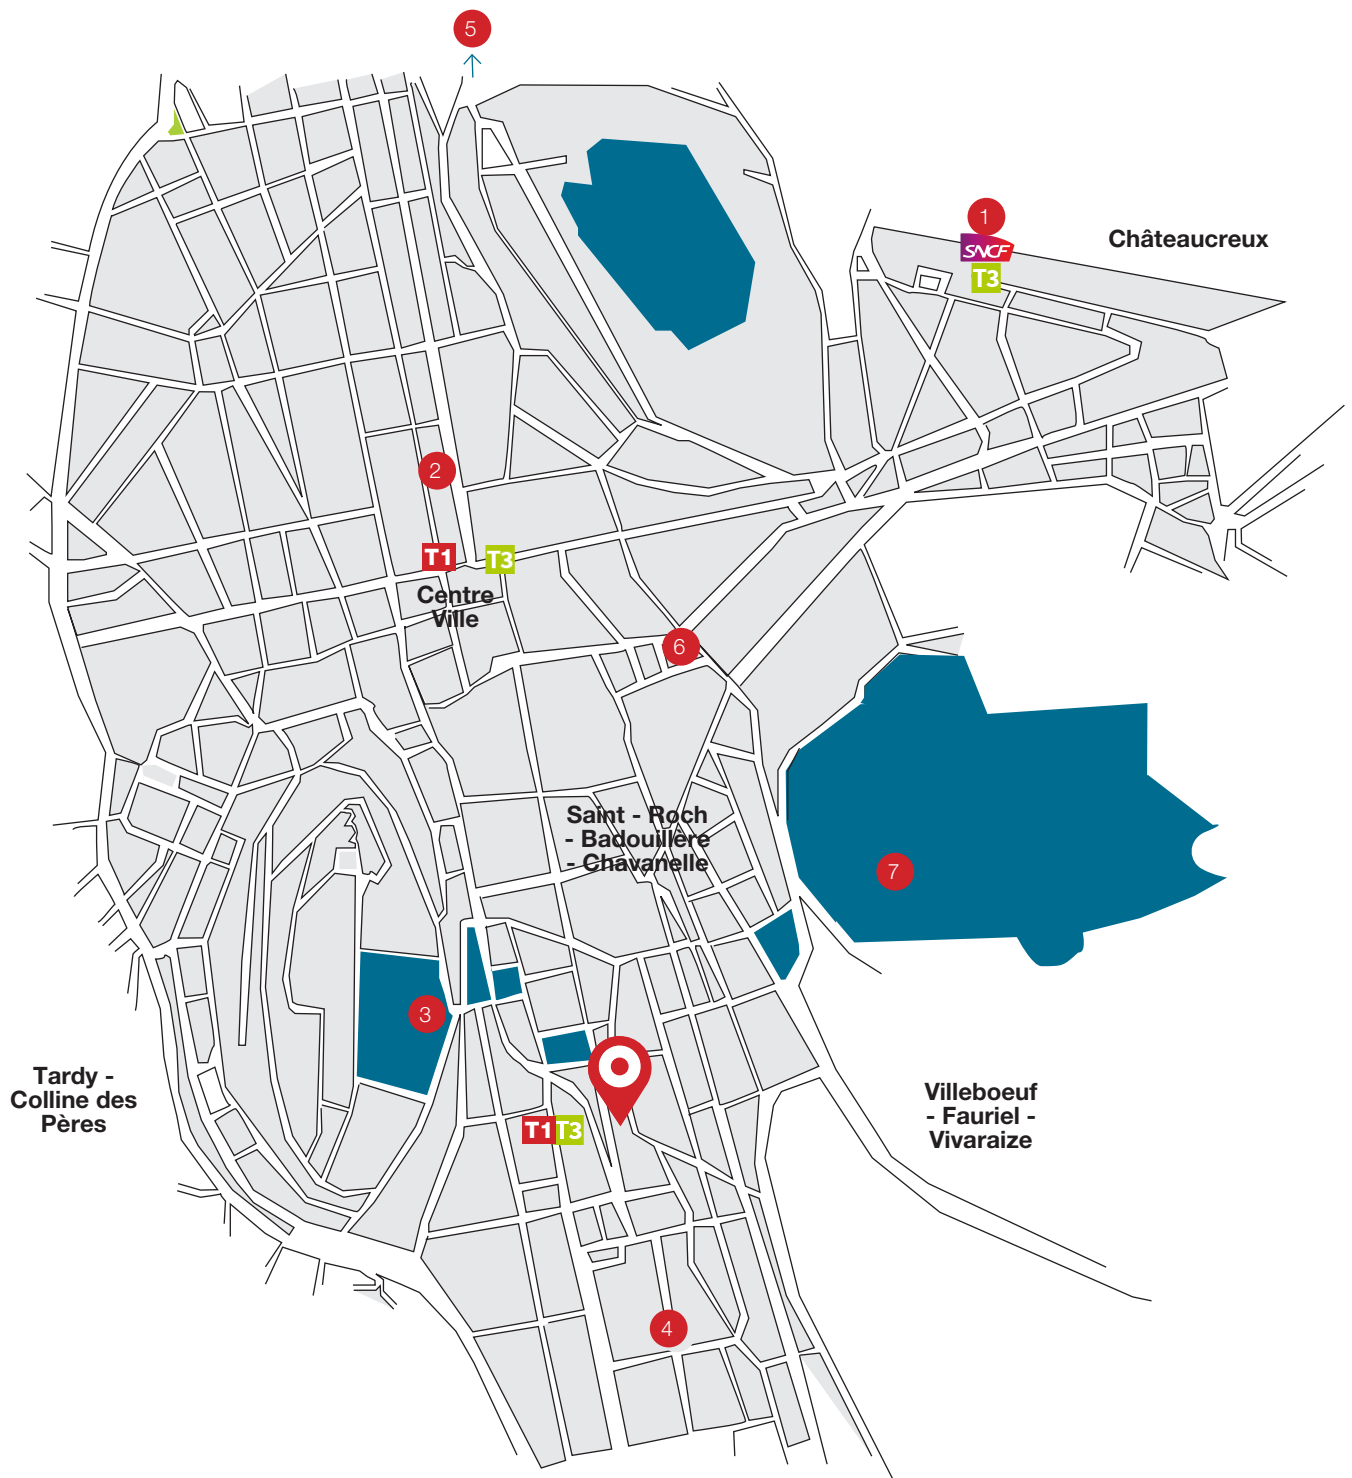 5
1
SNCF
Châteaucreux
T3
2
T1
T3
Centre
Ville
6
Saint - Roch
- Badouillère
- Chavanelle
7
3
Tardy -
Colline des
Pères
Villeboeuf
- Fauriel -
Vivaraize
T1 T3
4